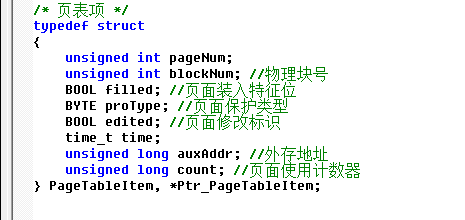 /* 页表项 */
typedef struct
{
unsigned int pageNum;
unsigned int blockNum; //物理块号
BOOL filled; //页面装入特征位
BYTE proType; //页面保护类型
BOOL edited; //页面修改标识
time_t time;
unsigned long auxAddr; //外存地址
unsigned long count; //页面使用计数器
} PageTableItem, *Ptr_PageTableItem;